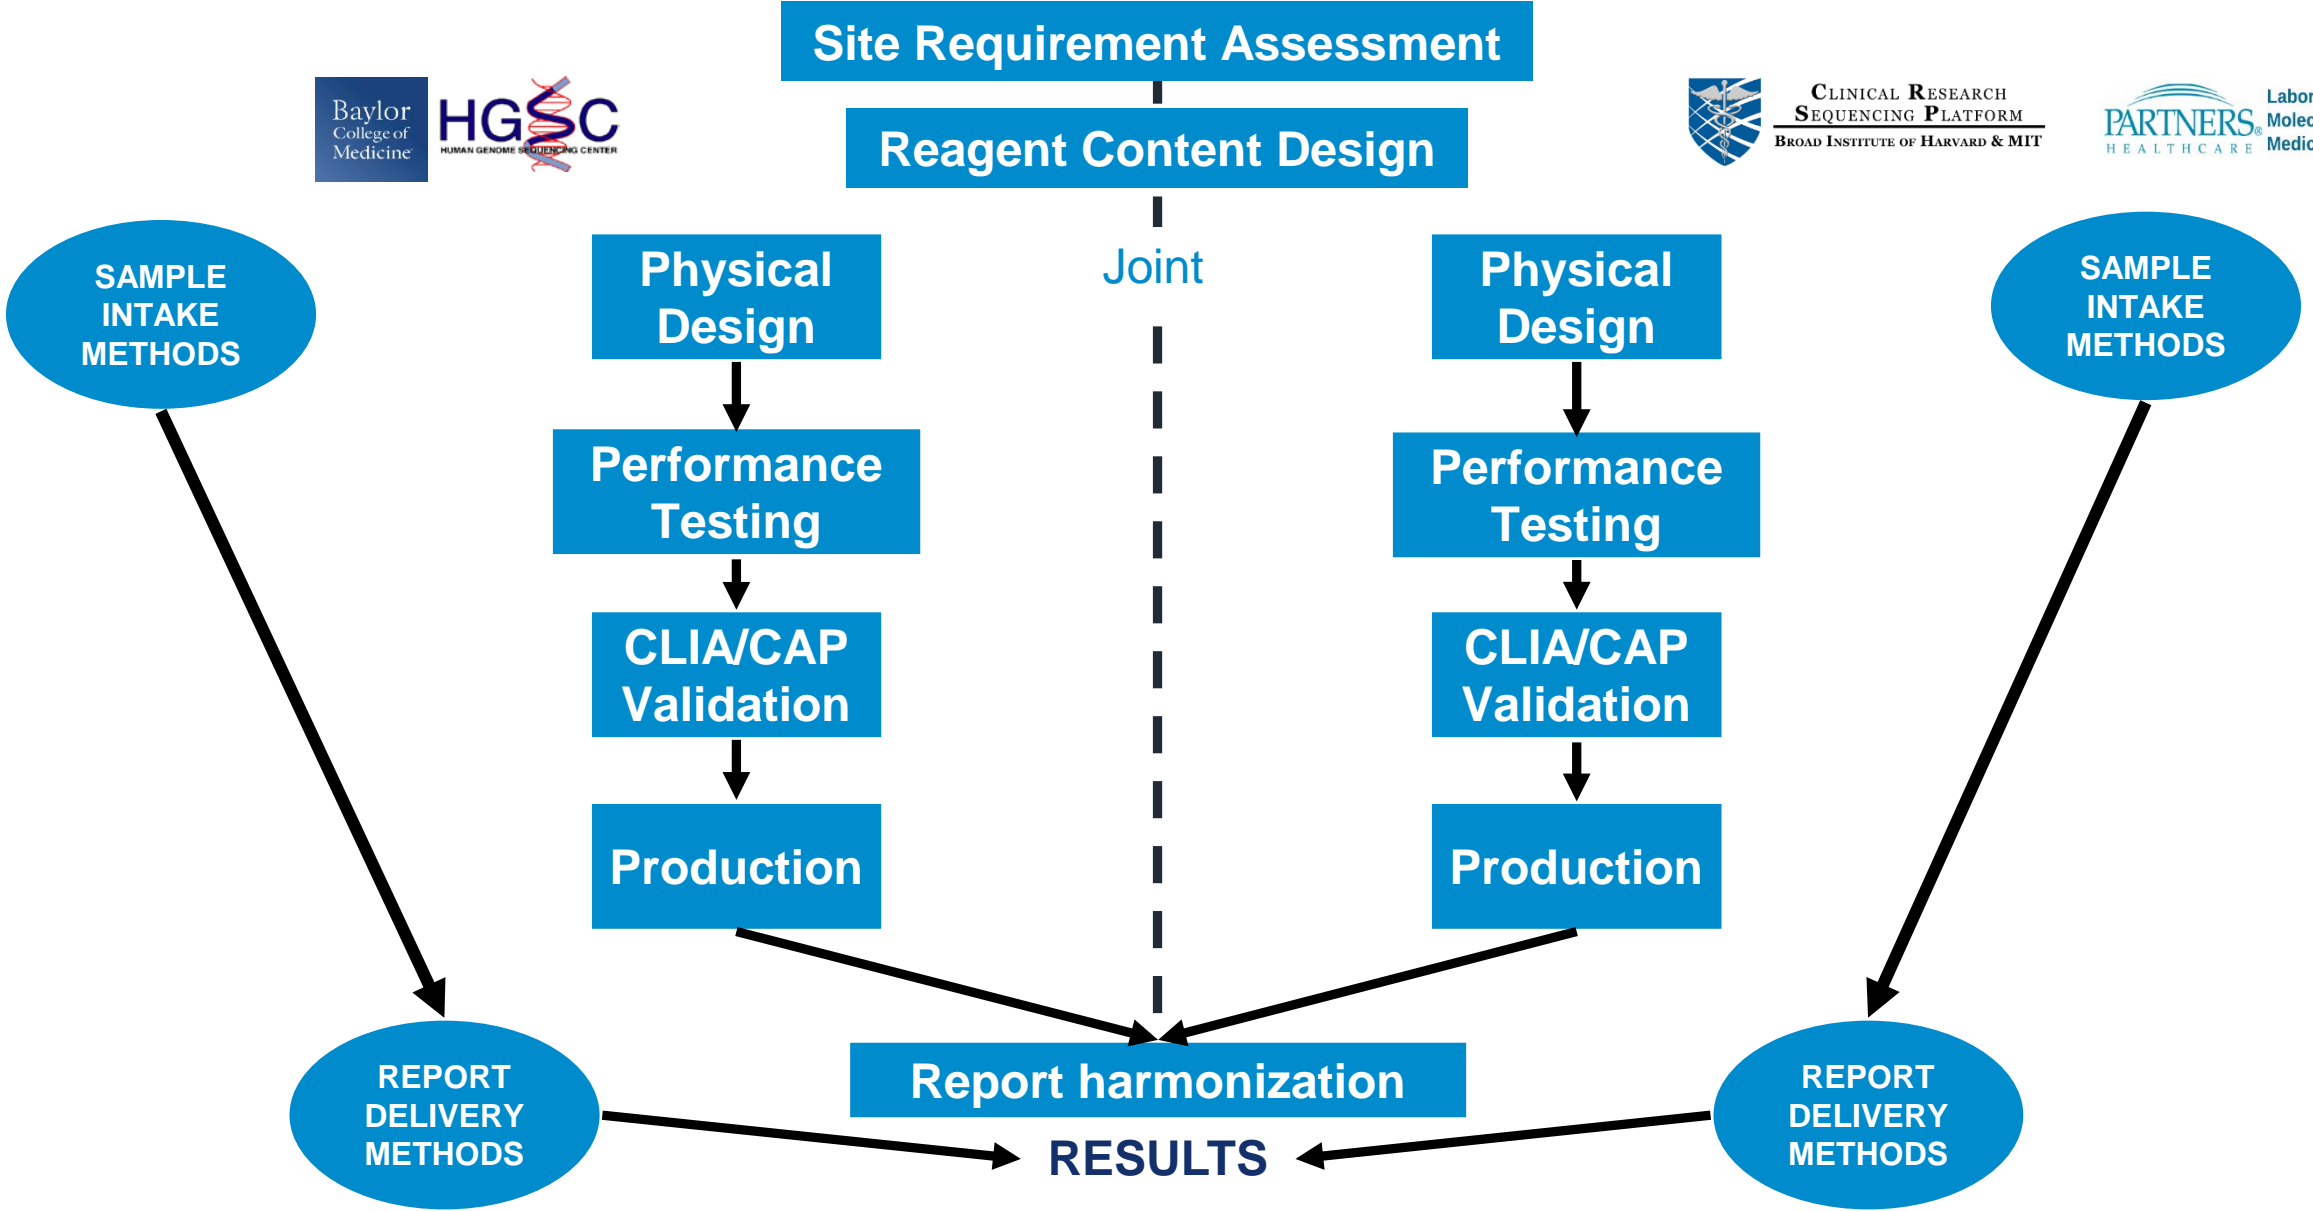 Site Requirement Assessment
Baylor
College of
Medicine
HGSC
HUMAN GENOME SEQUENCING CENTER
Reagent Content Design
CLINICAL RESEARCH
SEQUENCING PLATFORM
BROAD INSTITUTE OF HARVARD & MIT
PARTNERS®
HEALTHCARE
Labor
Molec
Medic
SAMPLE
INTAKE
METHODS
Physical
Design
Joint
Physical
Design
SAMPLE
INTAKE
METHODS
Performance
Testing
Performance
Testing
CLIA/CAP
Validation
CLIA/CAP
Validation
Production
Production
REPORT
DELIVERY
METHODS
Report harmonization
RESULTS
REPORT
DELIVERY
METHODS